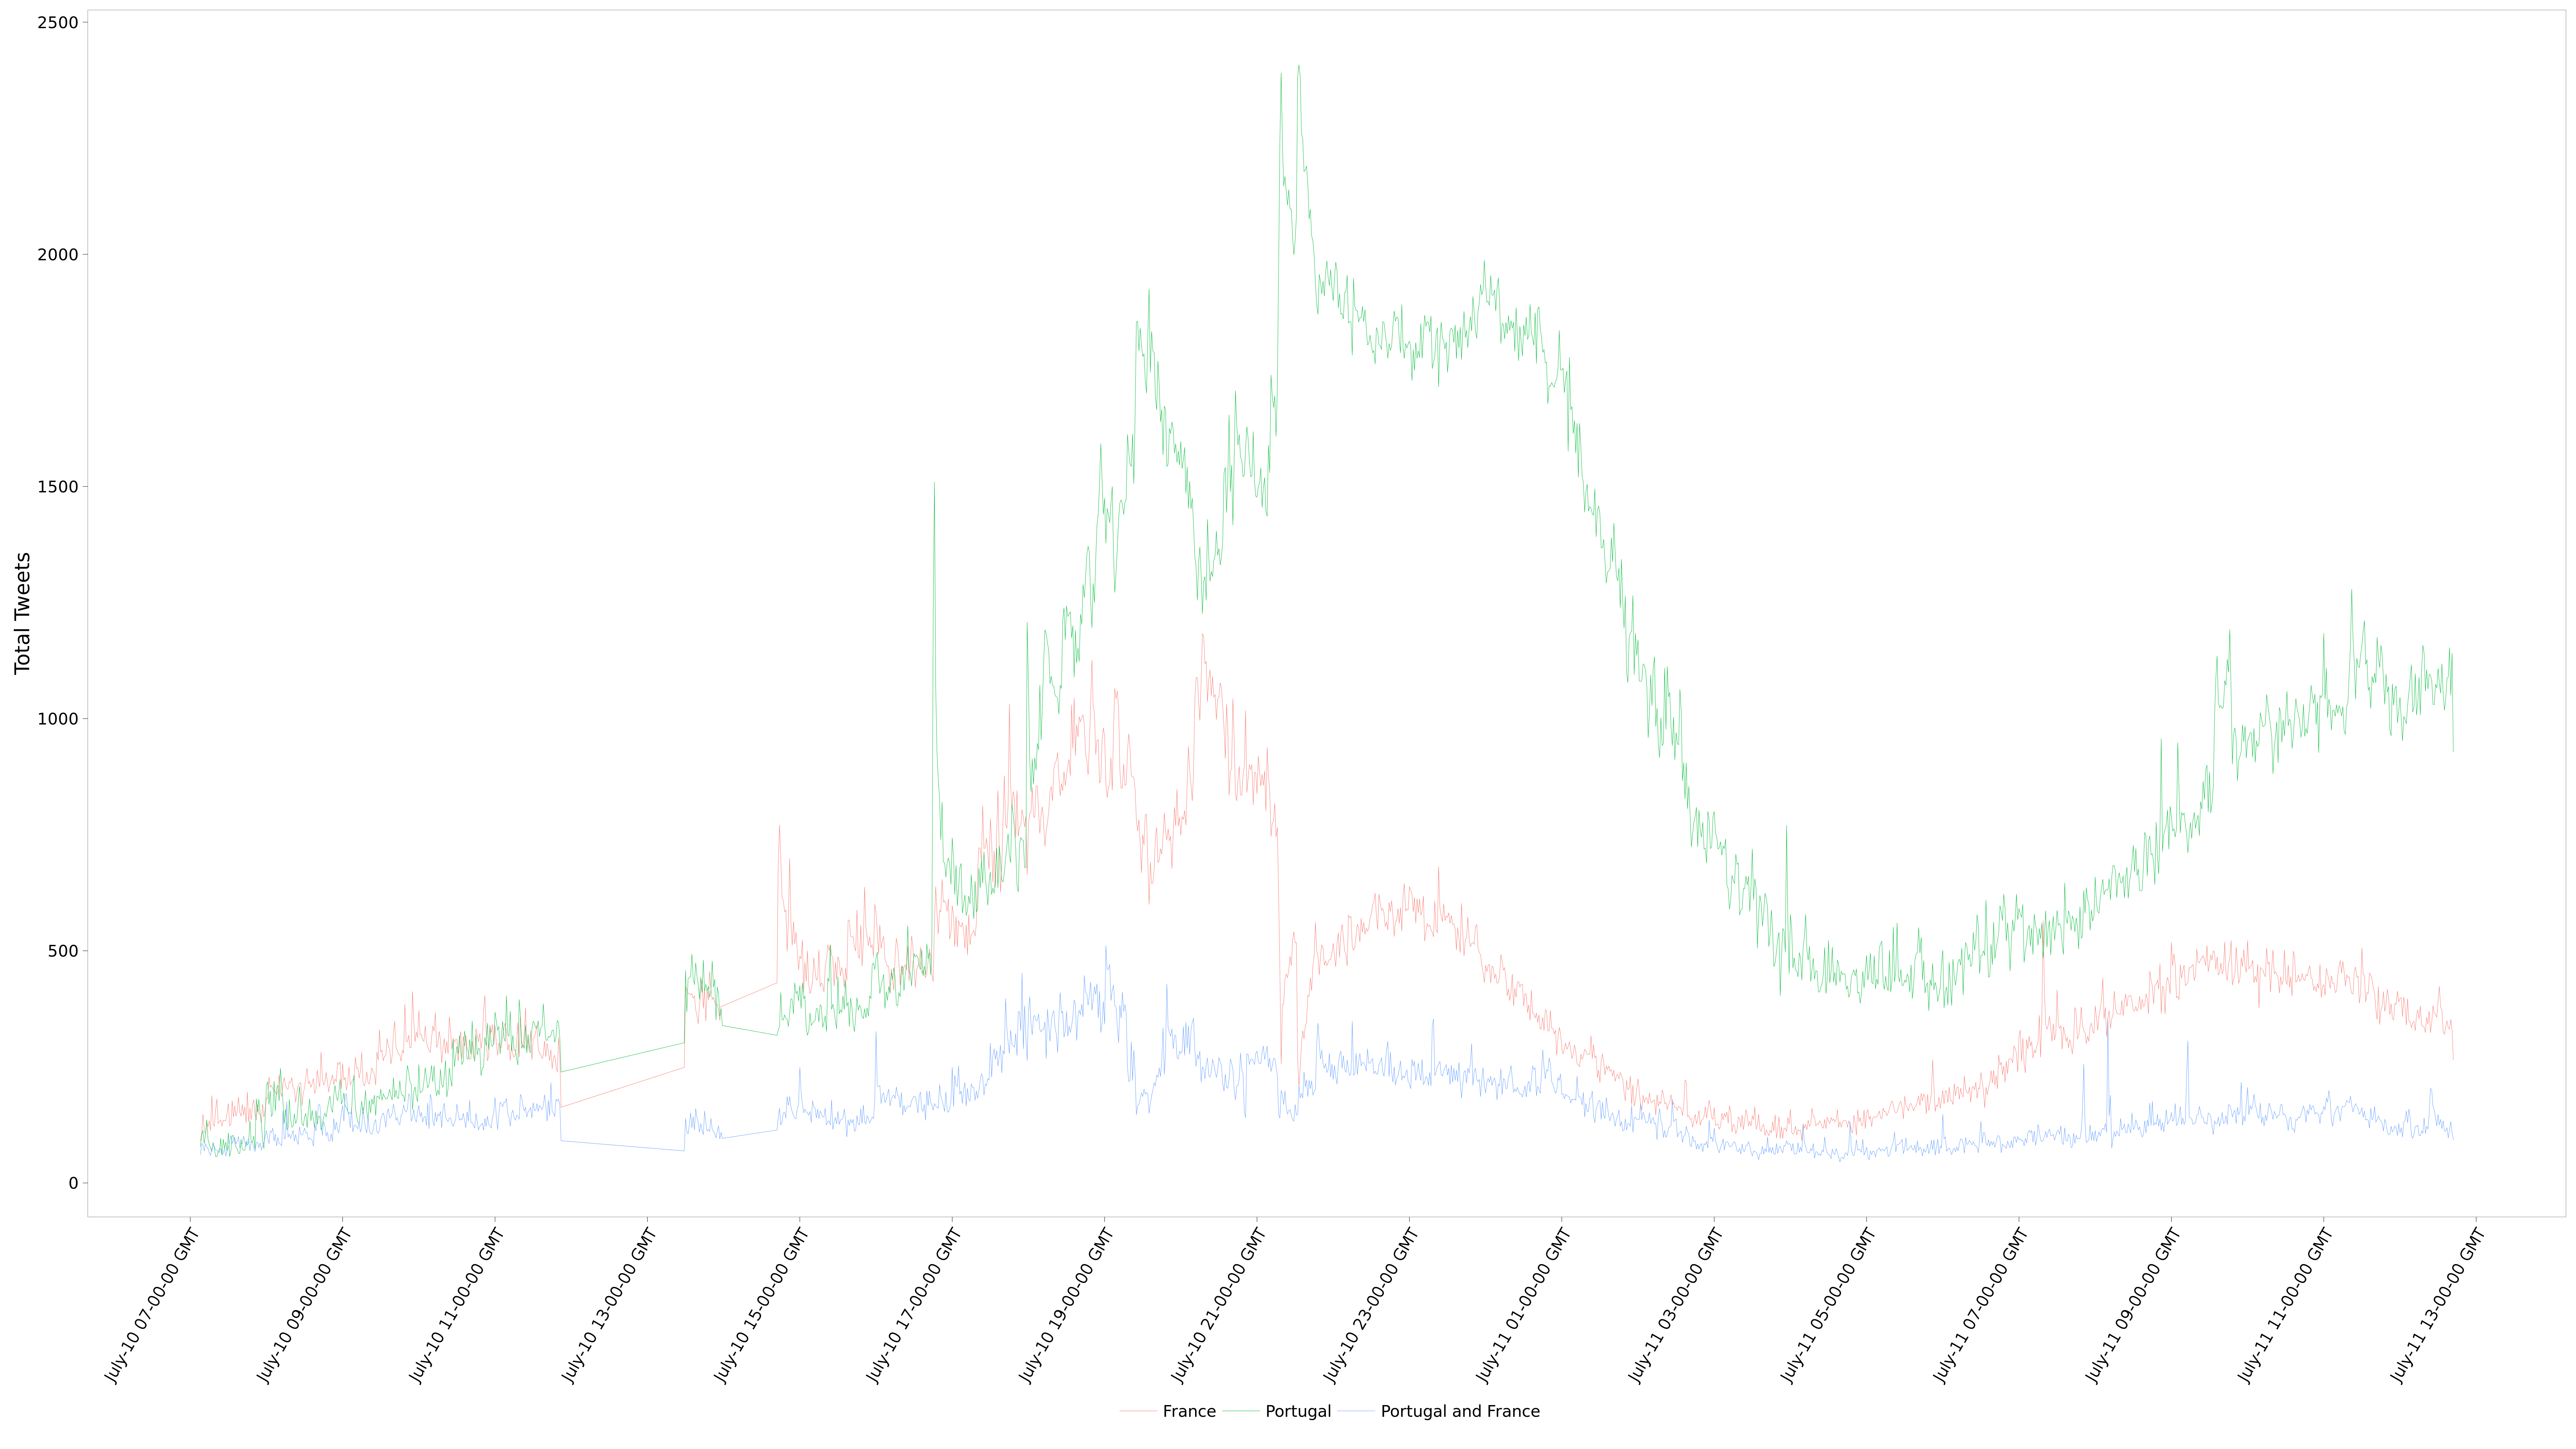 Total Tweets
2500
2000
1500
1000
500
0
July-10 07-00-00 GMT
July-10 09-00-00 GMT
July-10 11-00-00 GMT
July-10 13-00-00 GMT
July-10 15-00-00 GMT
July-10 17-00-00 GMT
July-10 19-00-00 GMT
July-10 21-00-00 GMT
July-10 23-00-00 GMT
July-11 01-00-00 GMT
July-11 03-00-00 GMT
July-11 05-00-00 GMT
July-11 07-00-00 GMT
July-11 09-00-00 GMT
July-11 11-00-00 GMT
July-11 13-00-00 GMT
France Portugal Portugal and France